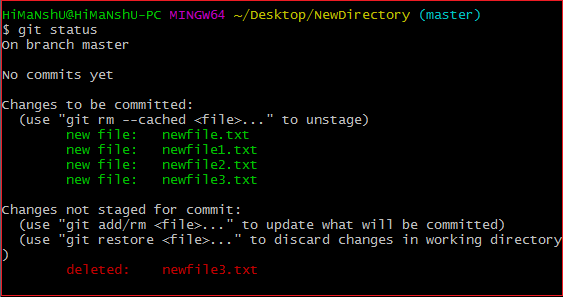 HiMaNshU@HiMaNshU-PC MINGW64 ~/Desktop/NewDirectory (master)
$ git status
On branch master
No commits yet
Changes to be committed:
(use "git rm --cached <file>..." to unstage)
new file: newfile.txt
new file: newfile1.txt
new file: newfile2.txt
new file: newfile3.txt
Changes not staged for commit:
(use "git add/rm <file>..." to update what will be committed)
(use "git restore <file>..." to discard changes in working directory
)
deleted: newfile3.txt